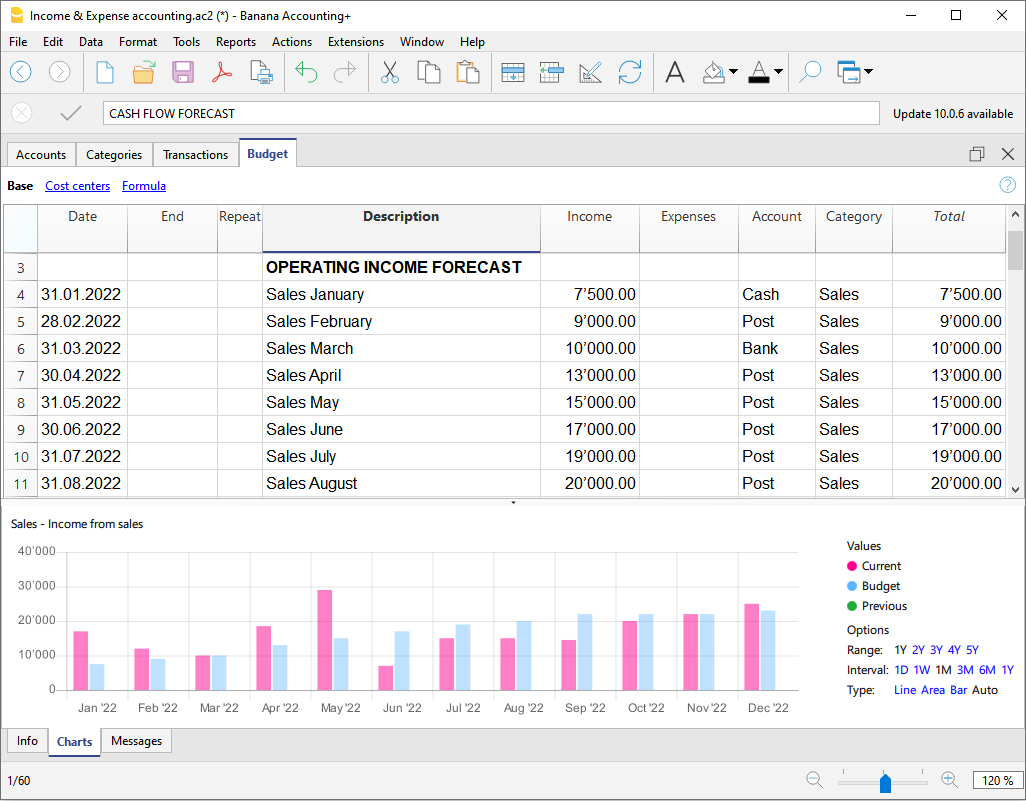 Income & Expense accounting.ac2 (*) - Banana Accounting+
File Edit Data Format Tools Reports Actions Extensions Window Help
CASH FLOW FORECAST Update 10.0.6 available
Accounts Categories Transactions Budget
Base Cost centers Formula ?
Date End Repeat Description Income Expenses Account Category Total
3 OPERATING INCOME FORECAST
4 31.01.2022 Sales January 7’500.00 Cash Sales 7’500.00
5 28.02.2022 Sales February 9’000.00 Post Sales 9’000.00
6 31.03.2022 Sales March 10’000.00 Bank Sales 10’000.00
7 30.04.2022 Sales April 13’000.00 Post Sales 13’000.00
8 31.05.2022 Sales May 15’000.00 Post Sales 15’000.00
9 30.06.2022 Sales June 17’000.00 Post Sales 17’000.00
10 31.07.2022 Sales July 19’000.00 Post Sales 19’000.00
11 31.08.2022 Sales August 20’000.00 Post Sales 20’000.00
Sales - Income from sales
40’000
30’000
20’000
10’000
0
Jan '22 Feb '22 Mar '22 Apr '22 May '22 Jun '22 Jul '22 Aug '22 Sep '22 Oct '22 Nov '22 Dec '22
Values
Current
Budget
Previous
Options
Range: 1Y 2Y 3Y 4Y 5Y
Interval: 1D 1W 1M 3M 6M 1Y
Type: Line Area Bar Auto
Info Charts Messages
1/60 120 %